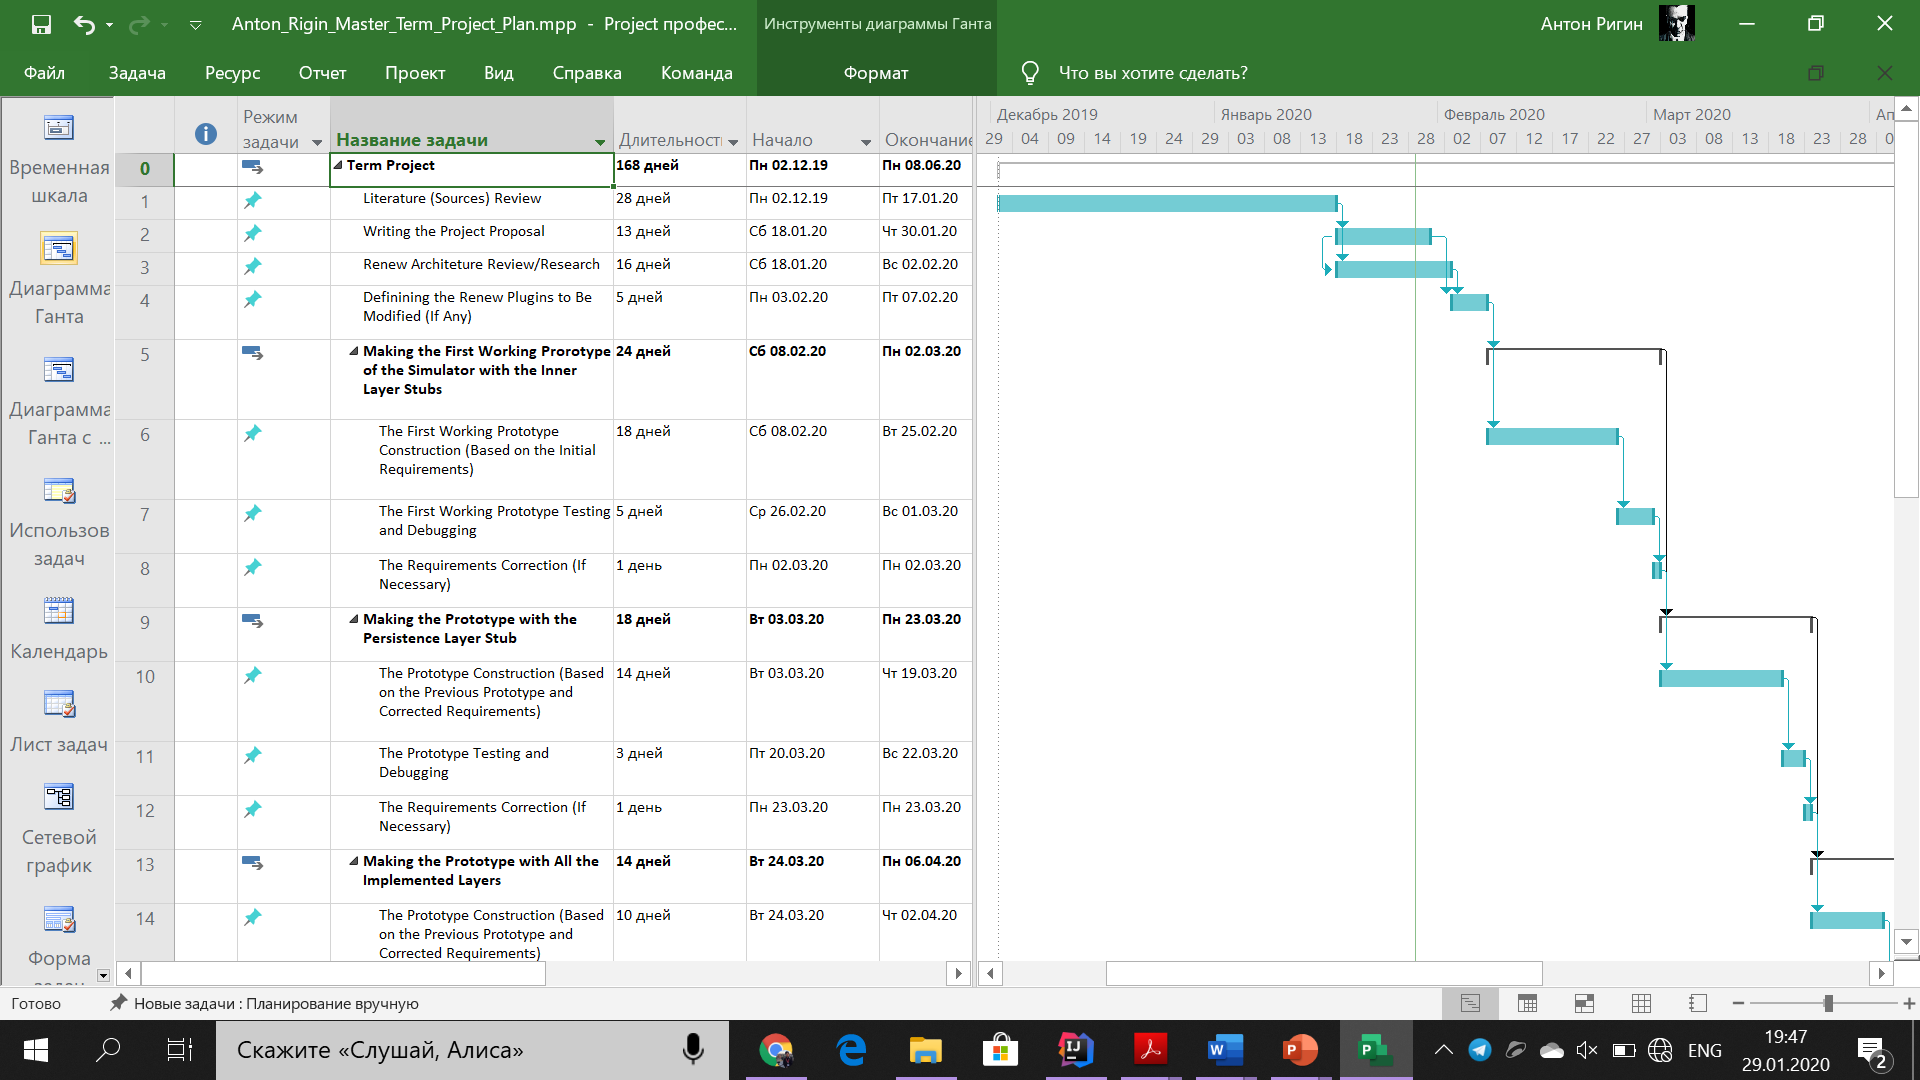 Anton_Rigin_Master_Term_Project_Plan.mpp - Project професс...
Инструменты диаграммы Ганта
Антон Ригин
Файл Задача Ресурс Отчет Проект Вид Справка Команда Формат Что вы хотите сделать?
Временная шкала
Диаграмма Ганта
Диаграмма Ганта с ...
Использов задач
Календарь
Лист задач
Сетевой график
Форма
Режим задачи Название задачи Длительност Начало Окончание
Декабрь 2019 Январь 2020 Февраль 2020 Март 2020 Ап
29 04 09 14 19 24 29 03 08 13 18 23 28 02 07 12 17 22 27 03 08 13 18 23 28 0
0 Term Project 168 дней Пн 02.12.19 Пн 08.06.20
1 Literature (Sources) Review 28 дней Пн 02.12.19 Пт 17.01.20
2 Writing the Project Proposal 13 дней Сб 18.01.20 Чт 30.01.20
3 Renew Architeture Review/Research 16 дней Сб 18.01.20 Вс 02.02.20
4 Definining the Renew Plugins to Be 5 дней Пн 03.02.20 Пт 07.02.20
Modified (If Any)
5 Making the First Working Prorotype 24 дней Сб 08.02.20 Пн 02.03.20
of the Simulator with the Inner
Layer Stubs
6 The First Working Prototype 18 дней Сб 08.02.20 Вт 25.02.20
Construction (Based on the Initial
Requirements)
7 The First Working Prototype Testing 5 дней Ср 26.02.20 Вс 01.03.20
and Debugging
8 The Requirements Correction (If 1 день Пн 02.03.20 Пн 02.03.20
Necessary)
9 Making the Prototype with the 18 дней Вт 03.03.20 Пн 23.03.20
Persistence Layer Stub
10 The Prototype Construction (Based 14 дней Вт 03.03.20 Чт 19.03.20
on the Previous Prototype and
Corrected Requirements)
11 The Prototype Testing and 3 дней Пт 20.03.20 Вс 22.03.20
Debugging
12 The Requirements Correction (If 1 день Пн 23.03.20 Пн 23.03.20
Necessary)
13 Making the Prototype with All the 14 дней Вт 24.03.20 Пн 06.04.20
Implemented Layers
14 The Prototype Construction (Based 10 дней Вт 24.03.20 Чт 02.04.20
on the Previous Prototype and
Corrected Requirements)
Готово Новые задачи : Планирование вручную
Скажите «Слушай, Алиса»
ENG
19:47
29.01.2020
2